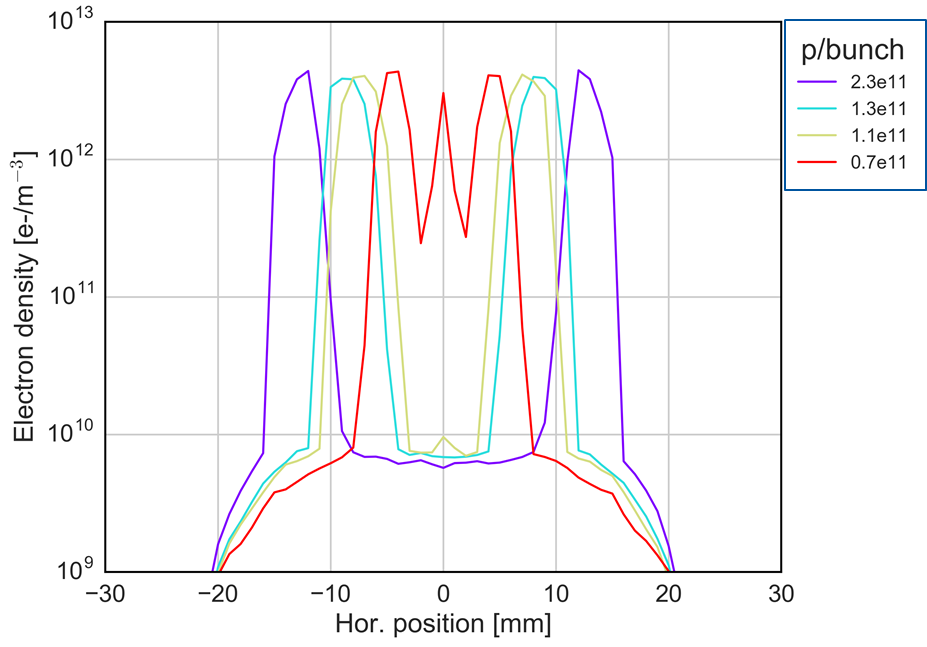 10¹³
10¹²
10¹¹
10¹⁰
10⁹
Electron density [e-/m⁻³]
−30 −20 −10 0 10 20 30
Hor. position [mm]
p/bunch
2.3e11
1.3e11
1.1e11
0.7e11